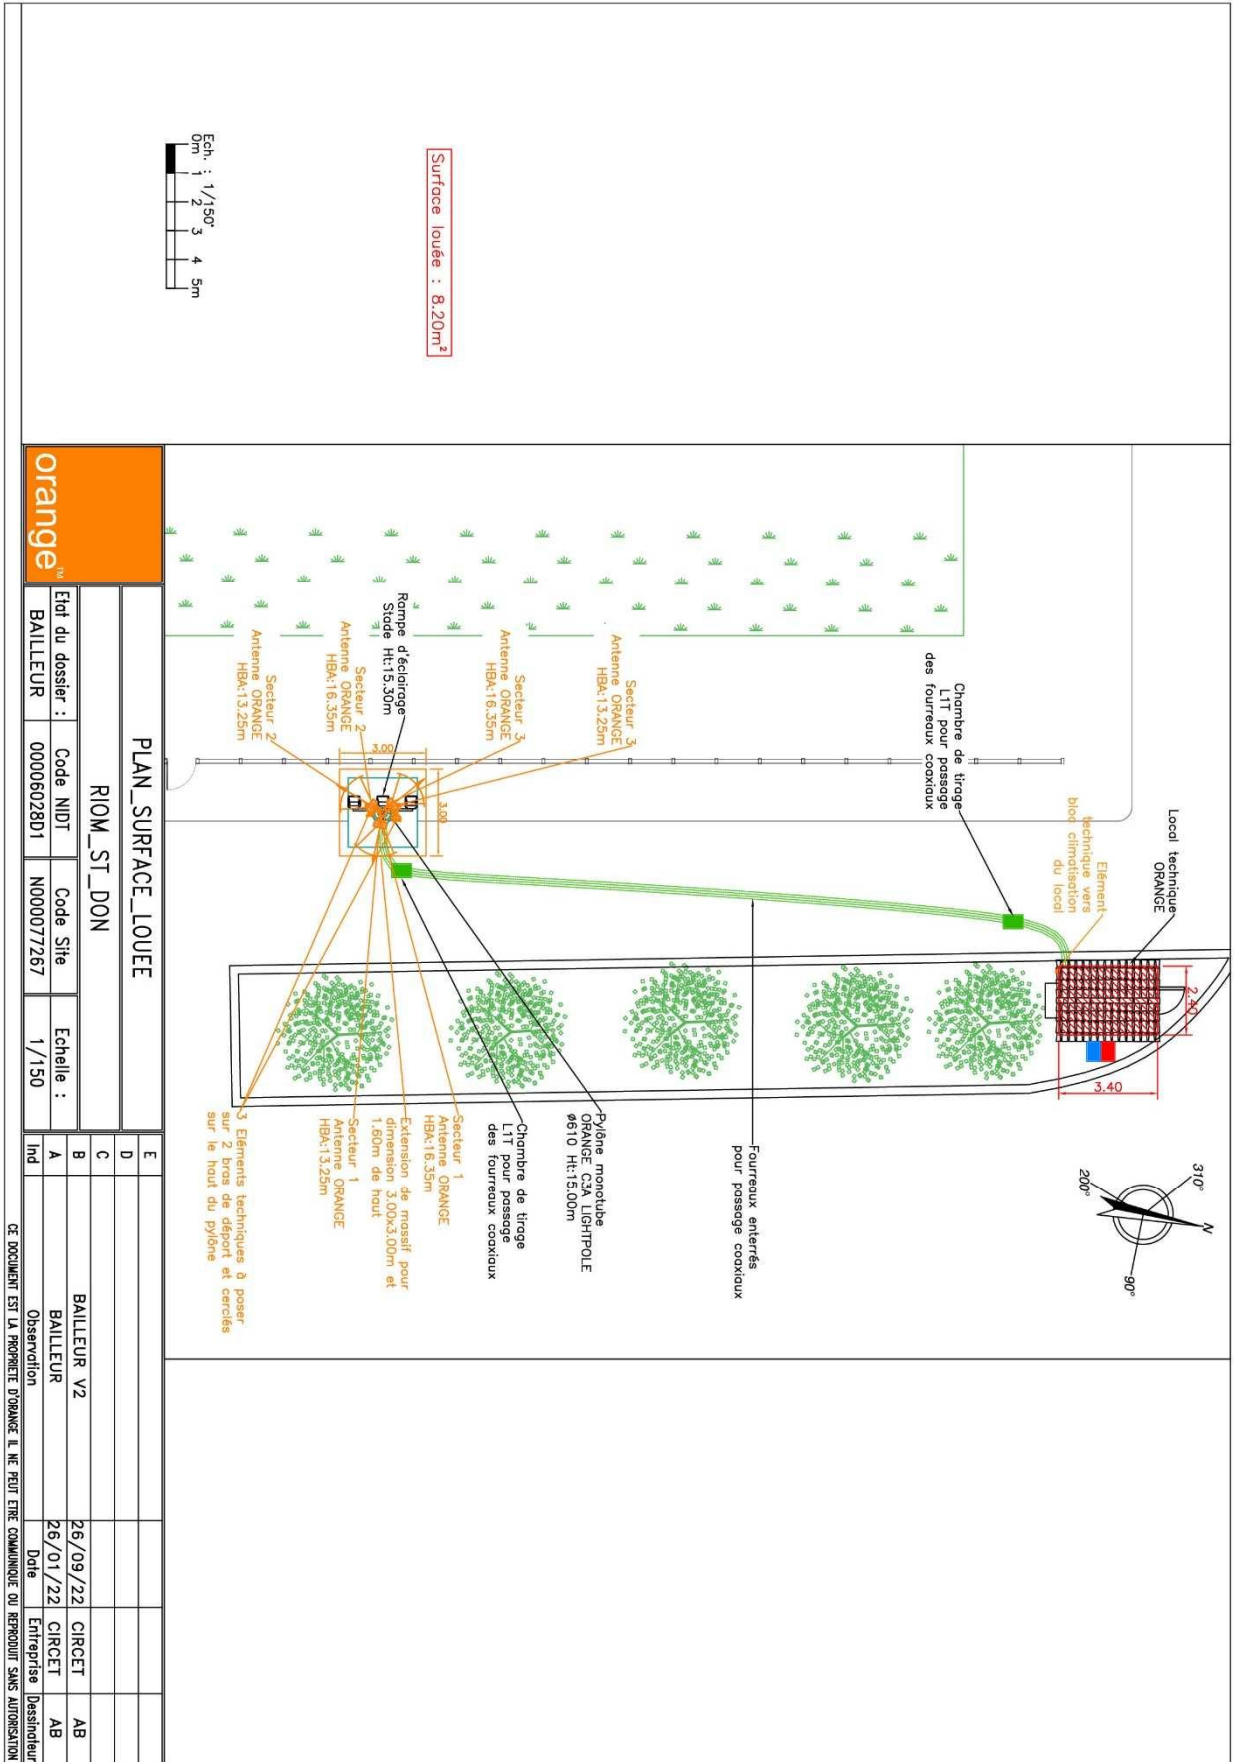 Surface louée : 8.20m²
Ech. : 1/150°
0m 1 2 3 4 5m
Local technique
ORANGE
Elément
technique vers
bloc climatisation
du local
Chambre de tirage
L1T pour passage
des fourreaux coaxiaux
2.40
3.40
310°
N
200°
90°
Secteur 3
Antenne ORANGE
HBA:13.25m
Secteur 3
Antenne ORANGE
HBA:16.35m
Rampe d'éclairage
Stade Ht:15.30m
Secteur 2
Antenne ORANGE
HBA:16.35m
Secteur 2
Antenne ORANGE
HBA:13.25m
3.00
3.00
Fourreaux enterrés
pour passage coaxiaux
Pylône monotube
ORANGE C3A LIGHTPOLE
ø610 Ht:15.00m
Chambre de tirage
L1T pour passage
des fourreaux coaxiaux
Secteur 1
Antenne ORANGE
HBA:16.35m
Extension de massif pour
dimension 3.00x3.00m et
1.60m de haut
Secteur 1
Antenne ORANGE
HBA:13.25m
3 Eléments techniques à poser
sur 2 bras de déport et cerclés
sur le haut du pylône
orange™
PLAN_SURFACE_LOUEE
RIOM_ST_DON
Etat du dossier : Code NIDT Code Site Echelle :
BAILLEUR 00006028D1 N00077267 1/150
E
D
C
B BAILLEUR V2 26/09/22 CIRCET AB
A BAILLEUR 26/01/22 CIRCET AB
Ind Observation Date Entreprise Dessinateur
CE DOCUMENT EST LA PROPRIETE D'ORANGE IL NE PEUT ETRE COMMUNIQUE OU REPRODUIT SANS AUTORISATION